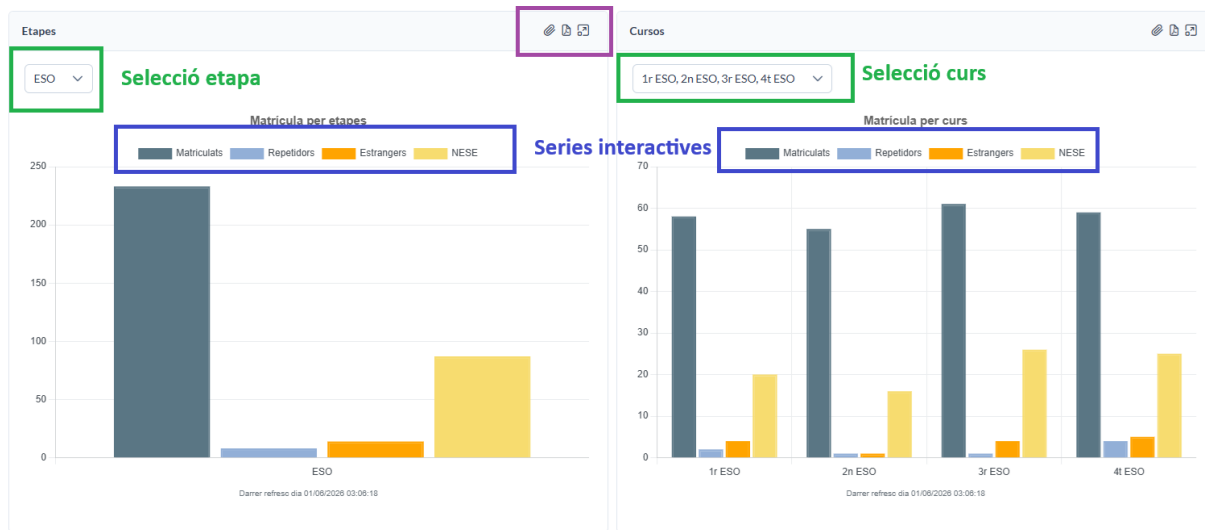 Etapes
Cursos
ESO
Selecció etapa
1r ESO, 2n ESO, 3r ESO, 4t ESO
Selecció curs
Matrícula per etapes
Matrícula per curs
Matriculats Repetidors Estrangers NESE
Series interactives
Matriculats Repetidors Estrangers NESE
250
200
150
100
50
0
ESO
Darrer refresc dia 01/06/2026 03:06:18
70
60
50
40
30
20
10
0
1r ESO 2n ESO 3r ESO 4t ESO
Darrer refresc dia 01/06/2026 03:06:18